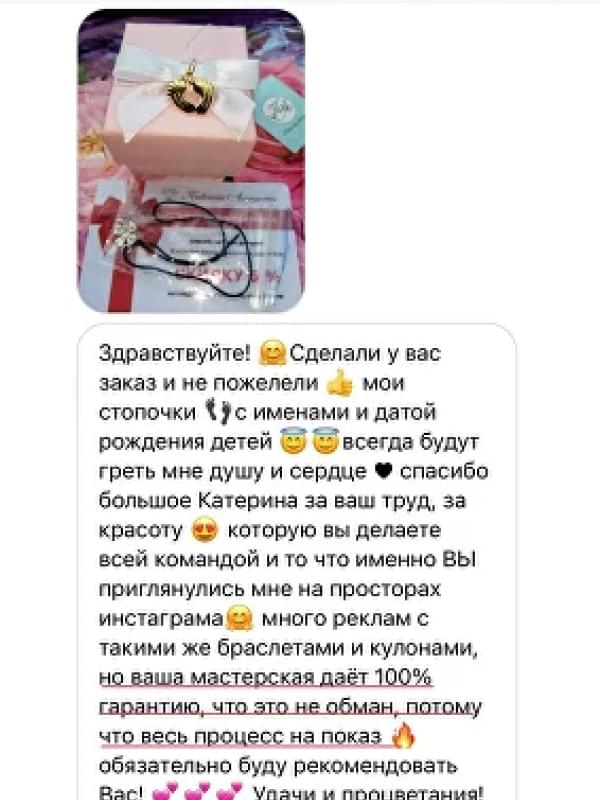 СКИДКУ 5 %
Здравствуйте! 🤗Сделали у вас
заказ и не пожелели 👍 мои
стопочки 👣с именами и датой
рождения детей 😇😇всегда будут
греть мне душу и сердце 🖤 спасибо
большое Катерина за ваш труд, за
красоту 😍 которую вы делаете
всей командой и то что именно ВЫ
приглянулись мне на просторах
инстаграма🤗 много реклам с
такими же браслетами и кулонами,
но ваша мастерская даёт 100%
гарантию, что это не обман, потому
что весь процесс на показ 🔥
обязательно буду рекомендовать
Вас! 💕💕💕 Удачи и процветания!